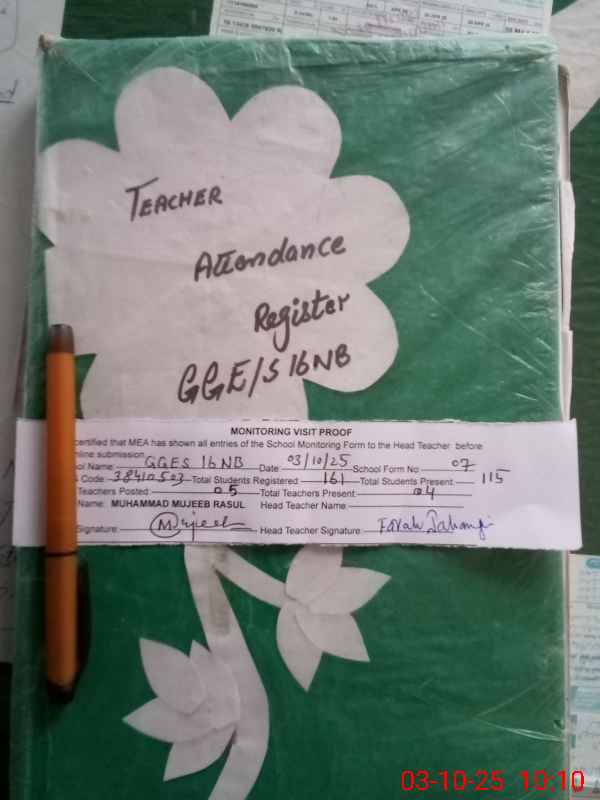 TEACHER
Attendance
Register
GGE/S 16NB
MONITORING VISIT PROOF
certified that MEA has shown all entries of the School Monitoring Form to the Head Teacher before
nline submission
ol Name: GGES 16 NB Date: 03/10/25 School Form No 07
Code: 38410503 Total Students Registered 161 Total Students Present 115
Teachers Posted 05 Total Teachers Present 04
Name: MUHAMMAD MUJEEB RASUL Head Teacher Name
Signature: Mujeeb Head Teacher Signature: Farah
03-10-25 10:10